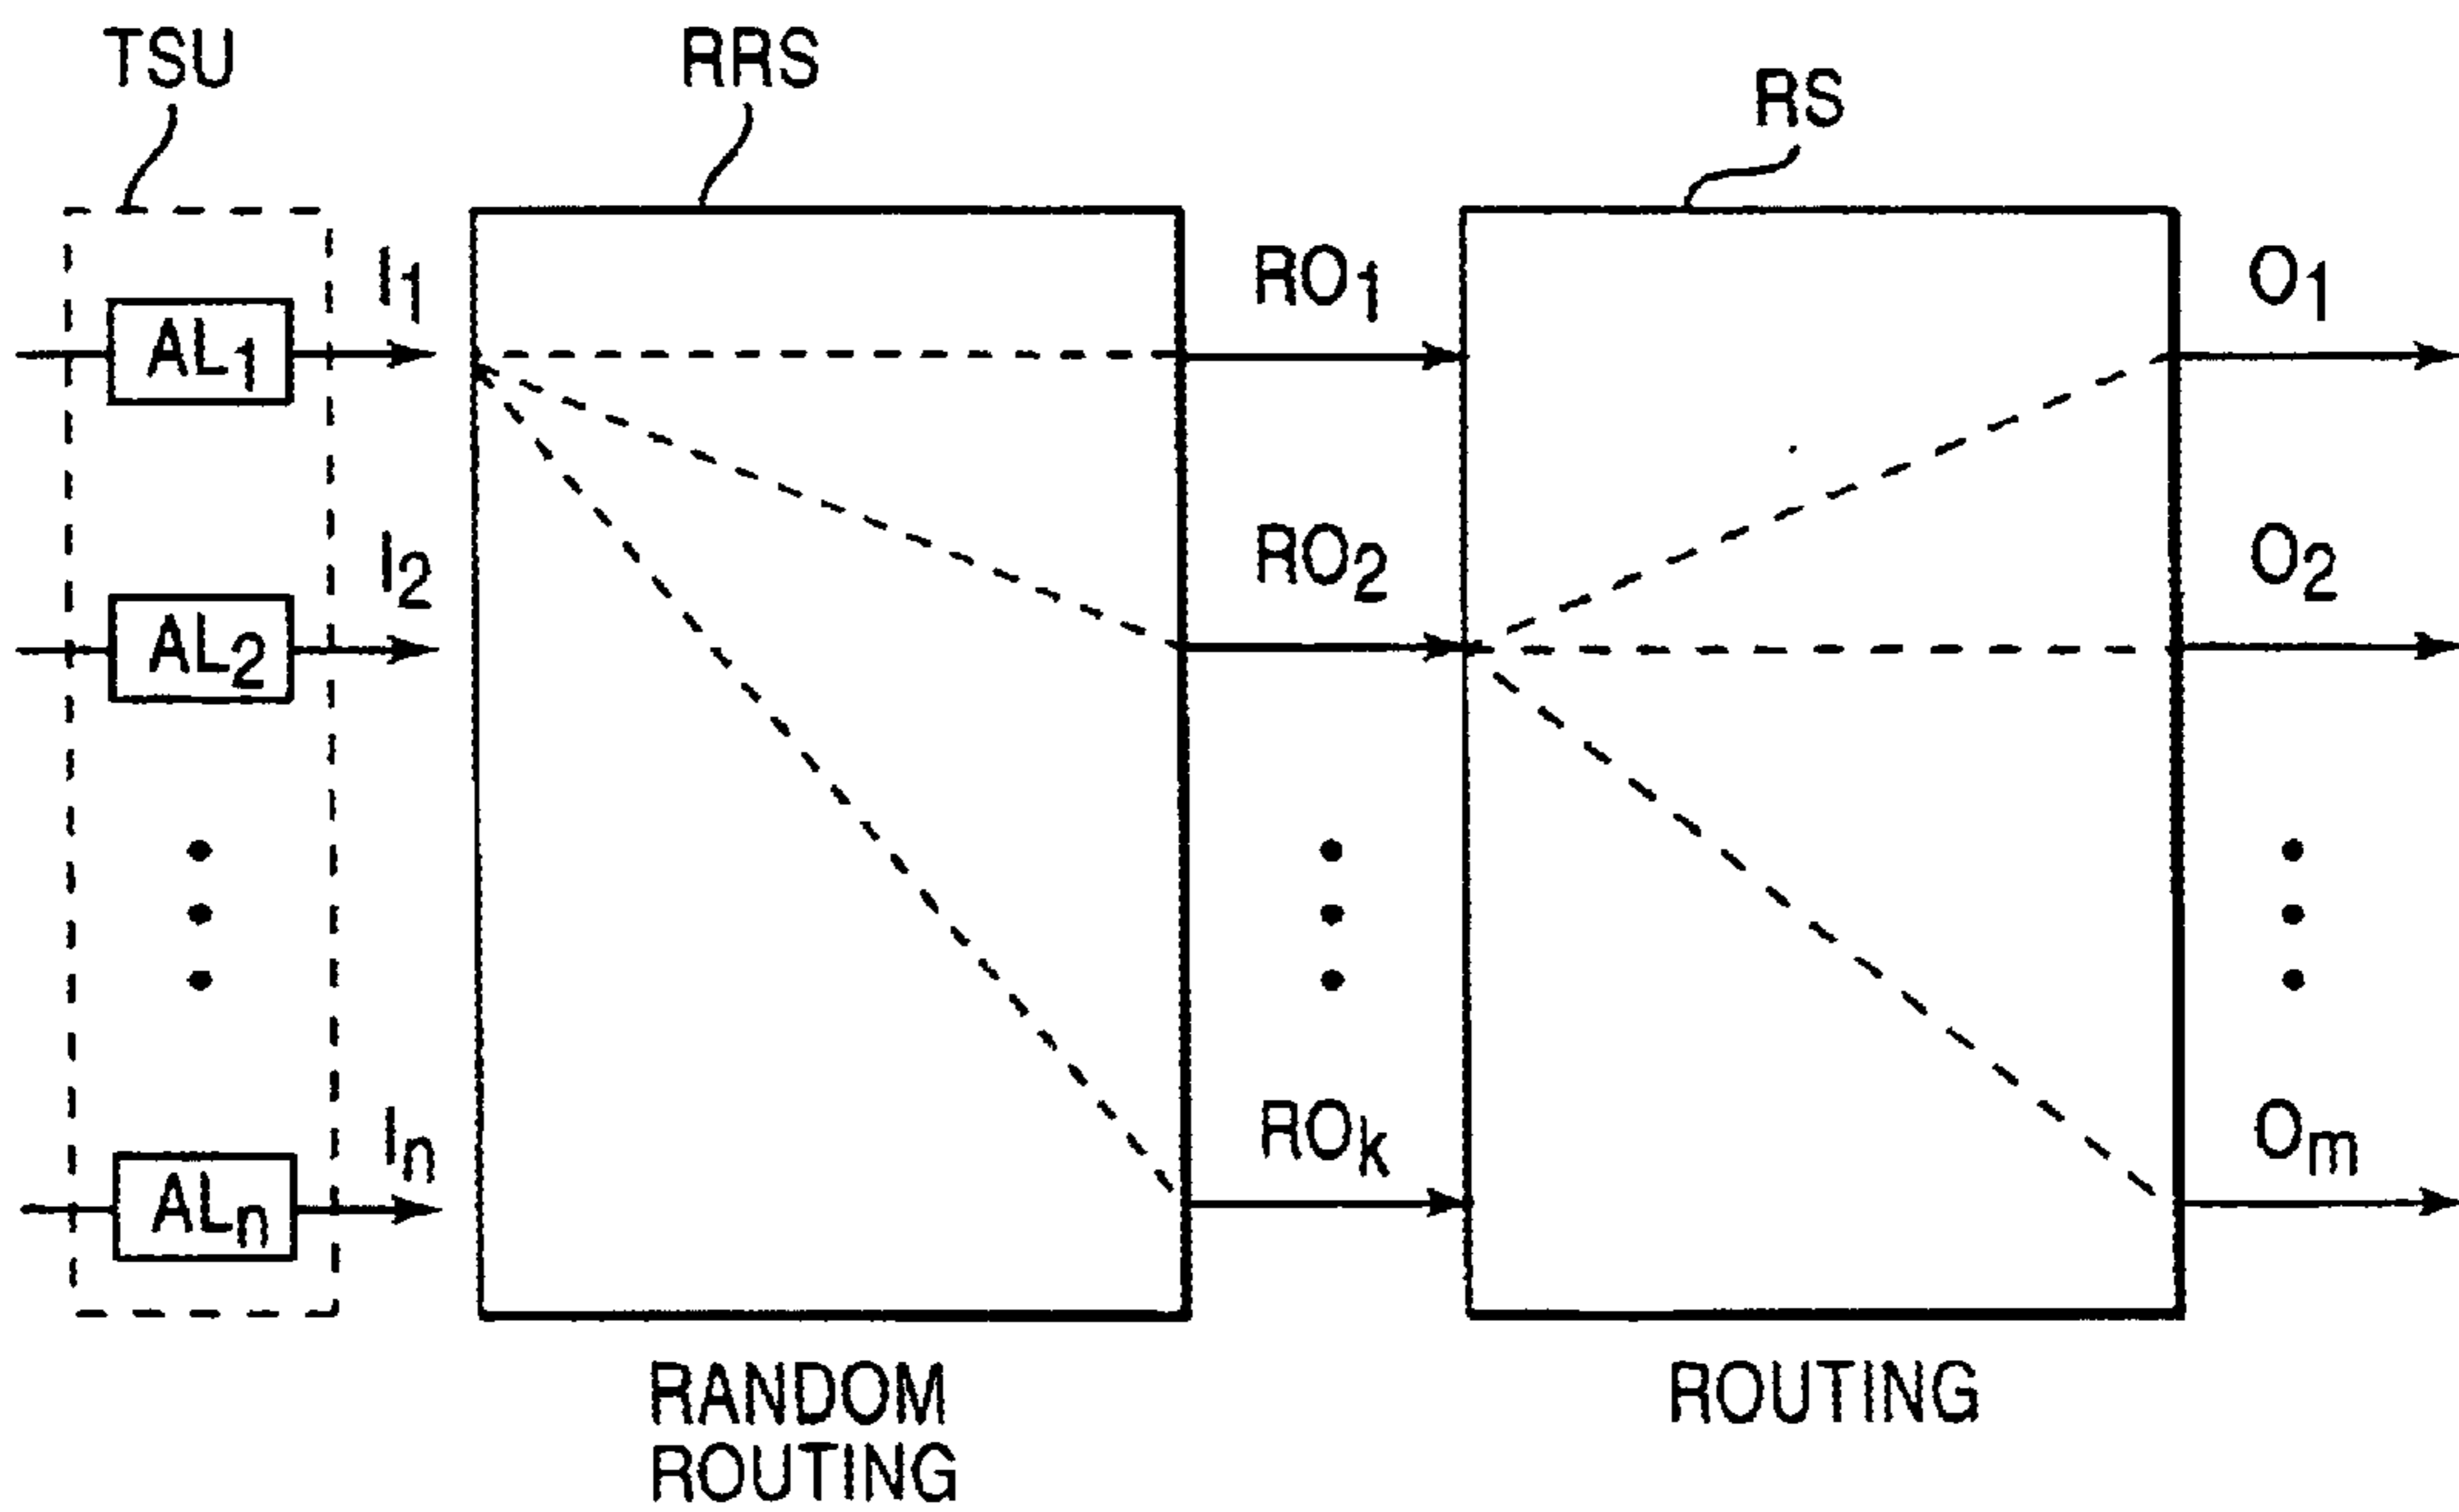 TSU
RRS
RS
I1
RO1
O1
AL1
I2
RO2
O2
AL2
In
ROk
Om
ALn
RANDOM
ROUTING
ROUTING